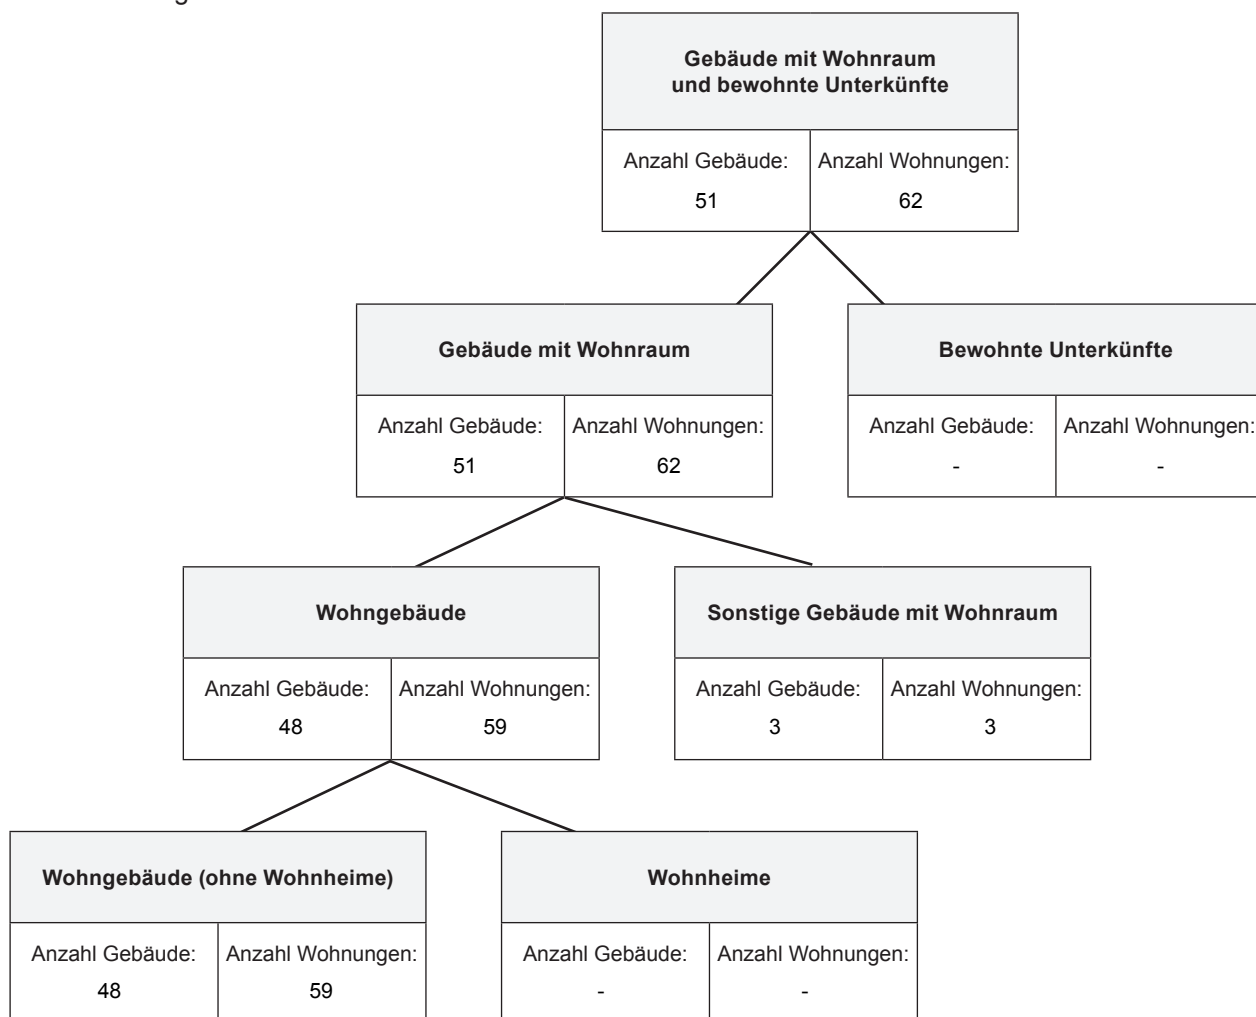 Gebäude mit Wohnraum
und bewohnte Unterkünfte
Anzahl Gebäude: Anzahl Wohnungen:
51 62
Gebäude mit Wohnraum
Anzahl Gebäude: Anzahl Wohnungen:
51 62
Bewohnte Unterkünfte
Anzahl Gebäude: Anzahl Wohnungen:
- -
Wohngebäude
Anzahl Gebäude: Anzahl Wohnungen:
48 59
Sonstige Gebäude mit Wohnraum
Anzahl Gebäude: Anzahl Wohnungen:
3 3
Wohngebäude (ohne Wohnheime)
Anzahl Gebäude: Anzahl Wohnungen:
48 59
Wohnheime
Anzahl Gebäude: Anzahl Wohnungen:
- -